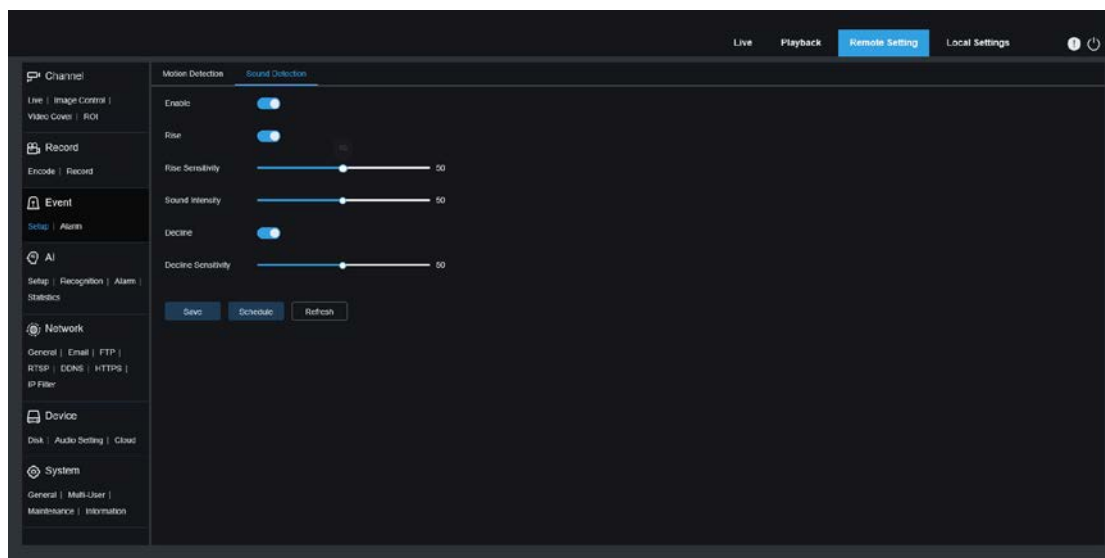 Live Playback Remote Setting Local Settings
Channel
Live | Image Control |
Video Cover | ROI
Record
Encode | Record
Event
Setup | Alarm
AI
Setup | Recognition | Alarm |
Statistics
Network
General | Email | FTP |
RTSP | DDNS | HTTPS |
IP Filter
Device
Disk | Audio Setting | Cloud
System
General | Multi-User |
Maintenance | Information
Motion Detection Sound Detection
Enable
Rise
Rise Sensitivity 50
Sound Intensity 50
Decline
Decline Sensitivity 50
Save Schedule Refresh